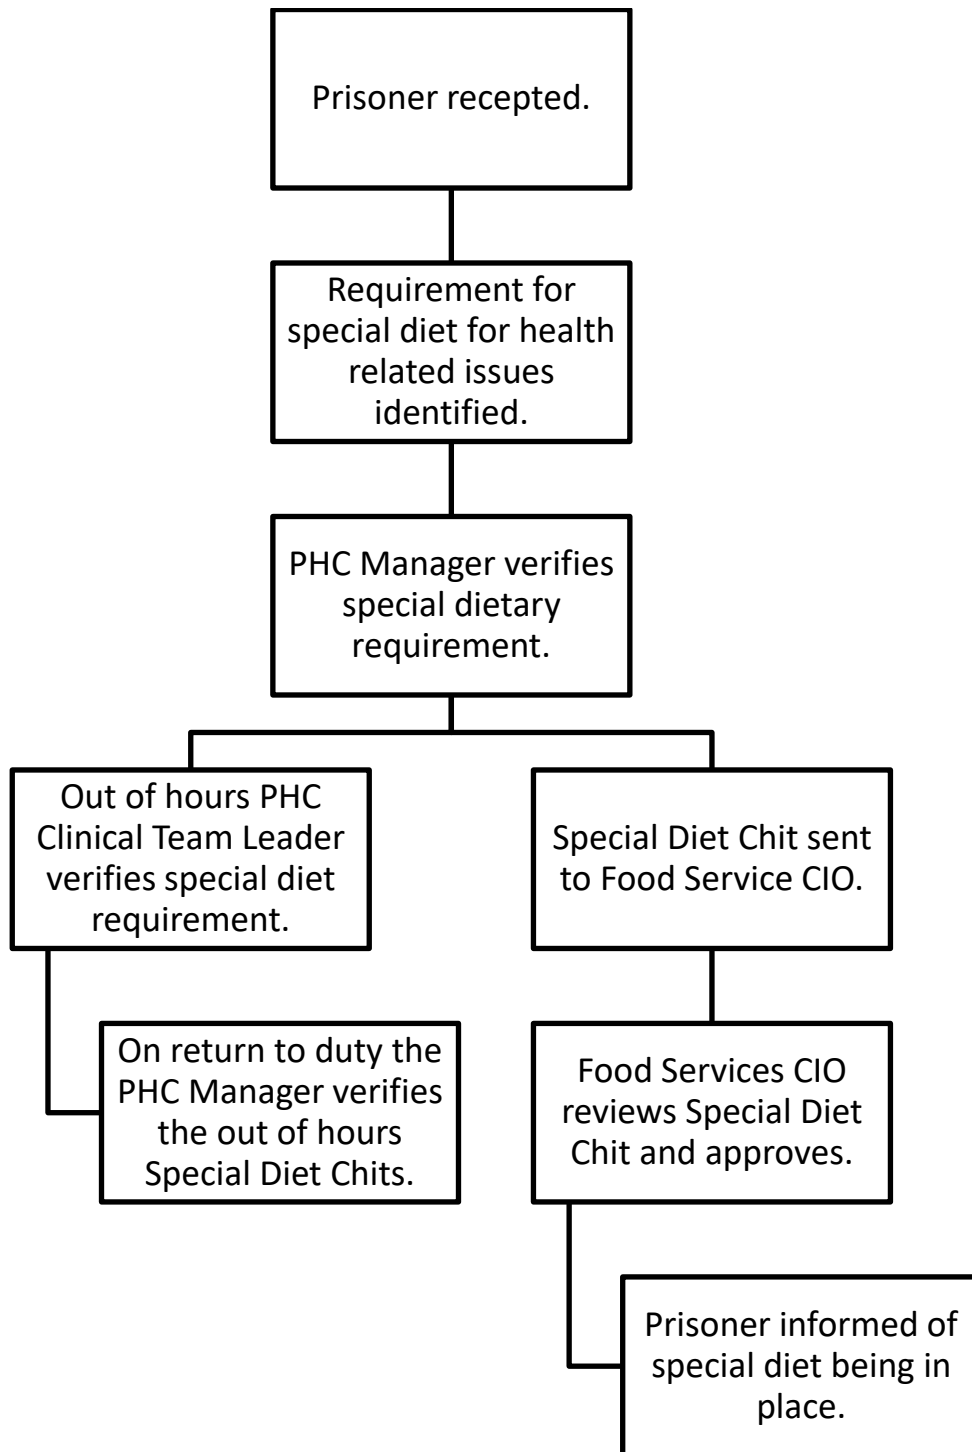 Prisoner recepted.
Requirement for
special diet for health
related issues
identified.
PHC Manager verifies
special dietary
requirement.
Out of hours PHC
Clinical Team Leader
verifies special diet
requirement.
On return to duty the
PHC Manager verifies
the out of hours
Special Diet Chits.
Special Diet Chit sent
to Food Service CIO.
Food Services CIO
reviews Special Diet
Chit and approves.
Prisoner informed of
special diet being in
place.